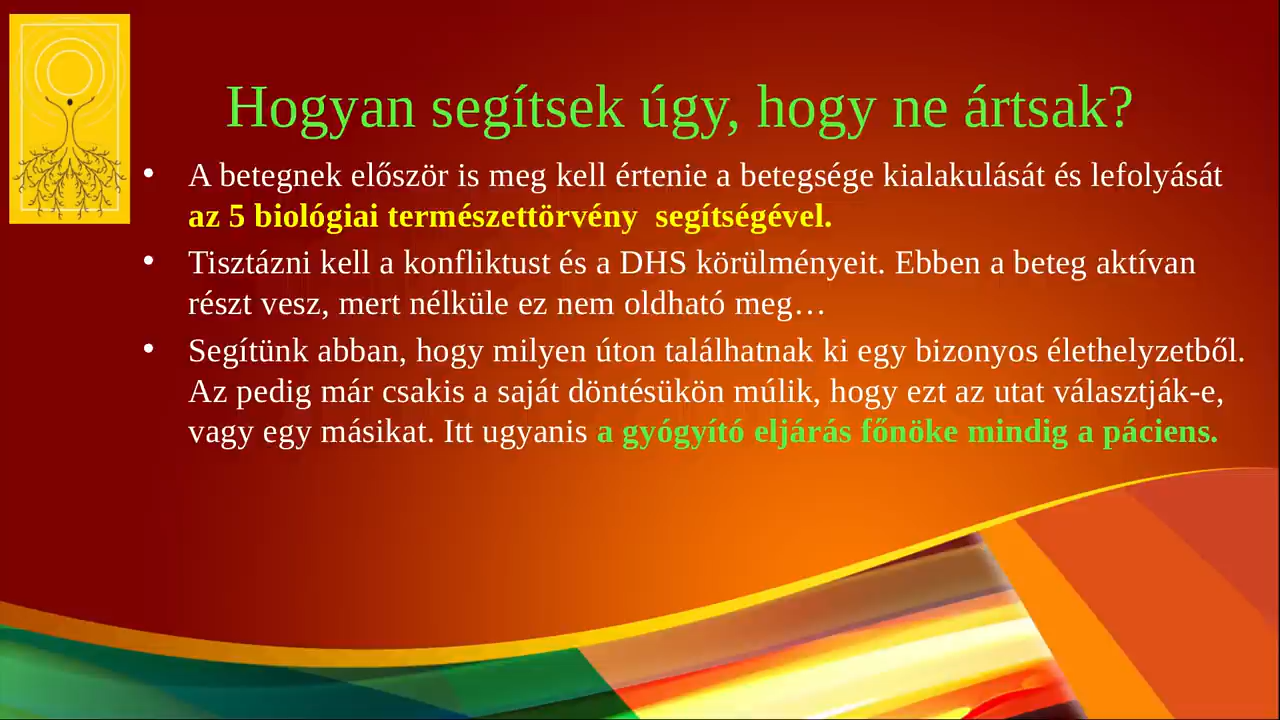 Hogyan segítsek úgy, hogy ne ártsak?
• A betegnek először is meg kell értenie a betegsége kialakulását és lefolyását
az 5 biológiai természettörvény  segítségével.
• Tisztázni kell a konfliktust és a DHS körülményeit. Ebben a beteg aktívan
részt vesz, mert nélküle ez nem oldható meg…
• Segítünk abban, hogy milyen úton találhatnak ki egy bizonyos élethelyzetből.
Az pedig már csakis a saját döntésükön múlik, hogy ezt az utat választják-e,
vagy egy másikat. Itt ugyanis a gyógyító eljárás főnöke mindig a páciens.